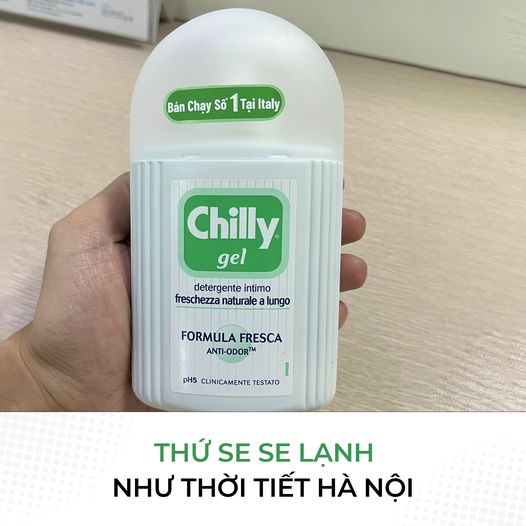 Bán Chạy Số 1 Tại Italy
Chilly®
gel
detergente intimo
freschezza naturale a lungo
FORMULA FRESCA
ANTI-ODOR™
pH5 CLINICAMENTE TESTATO
THỨ SE SE LẠNH
NHƯ THỜI TIẾT HÀ NỘI